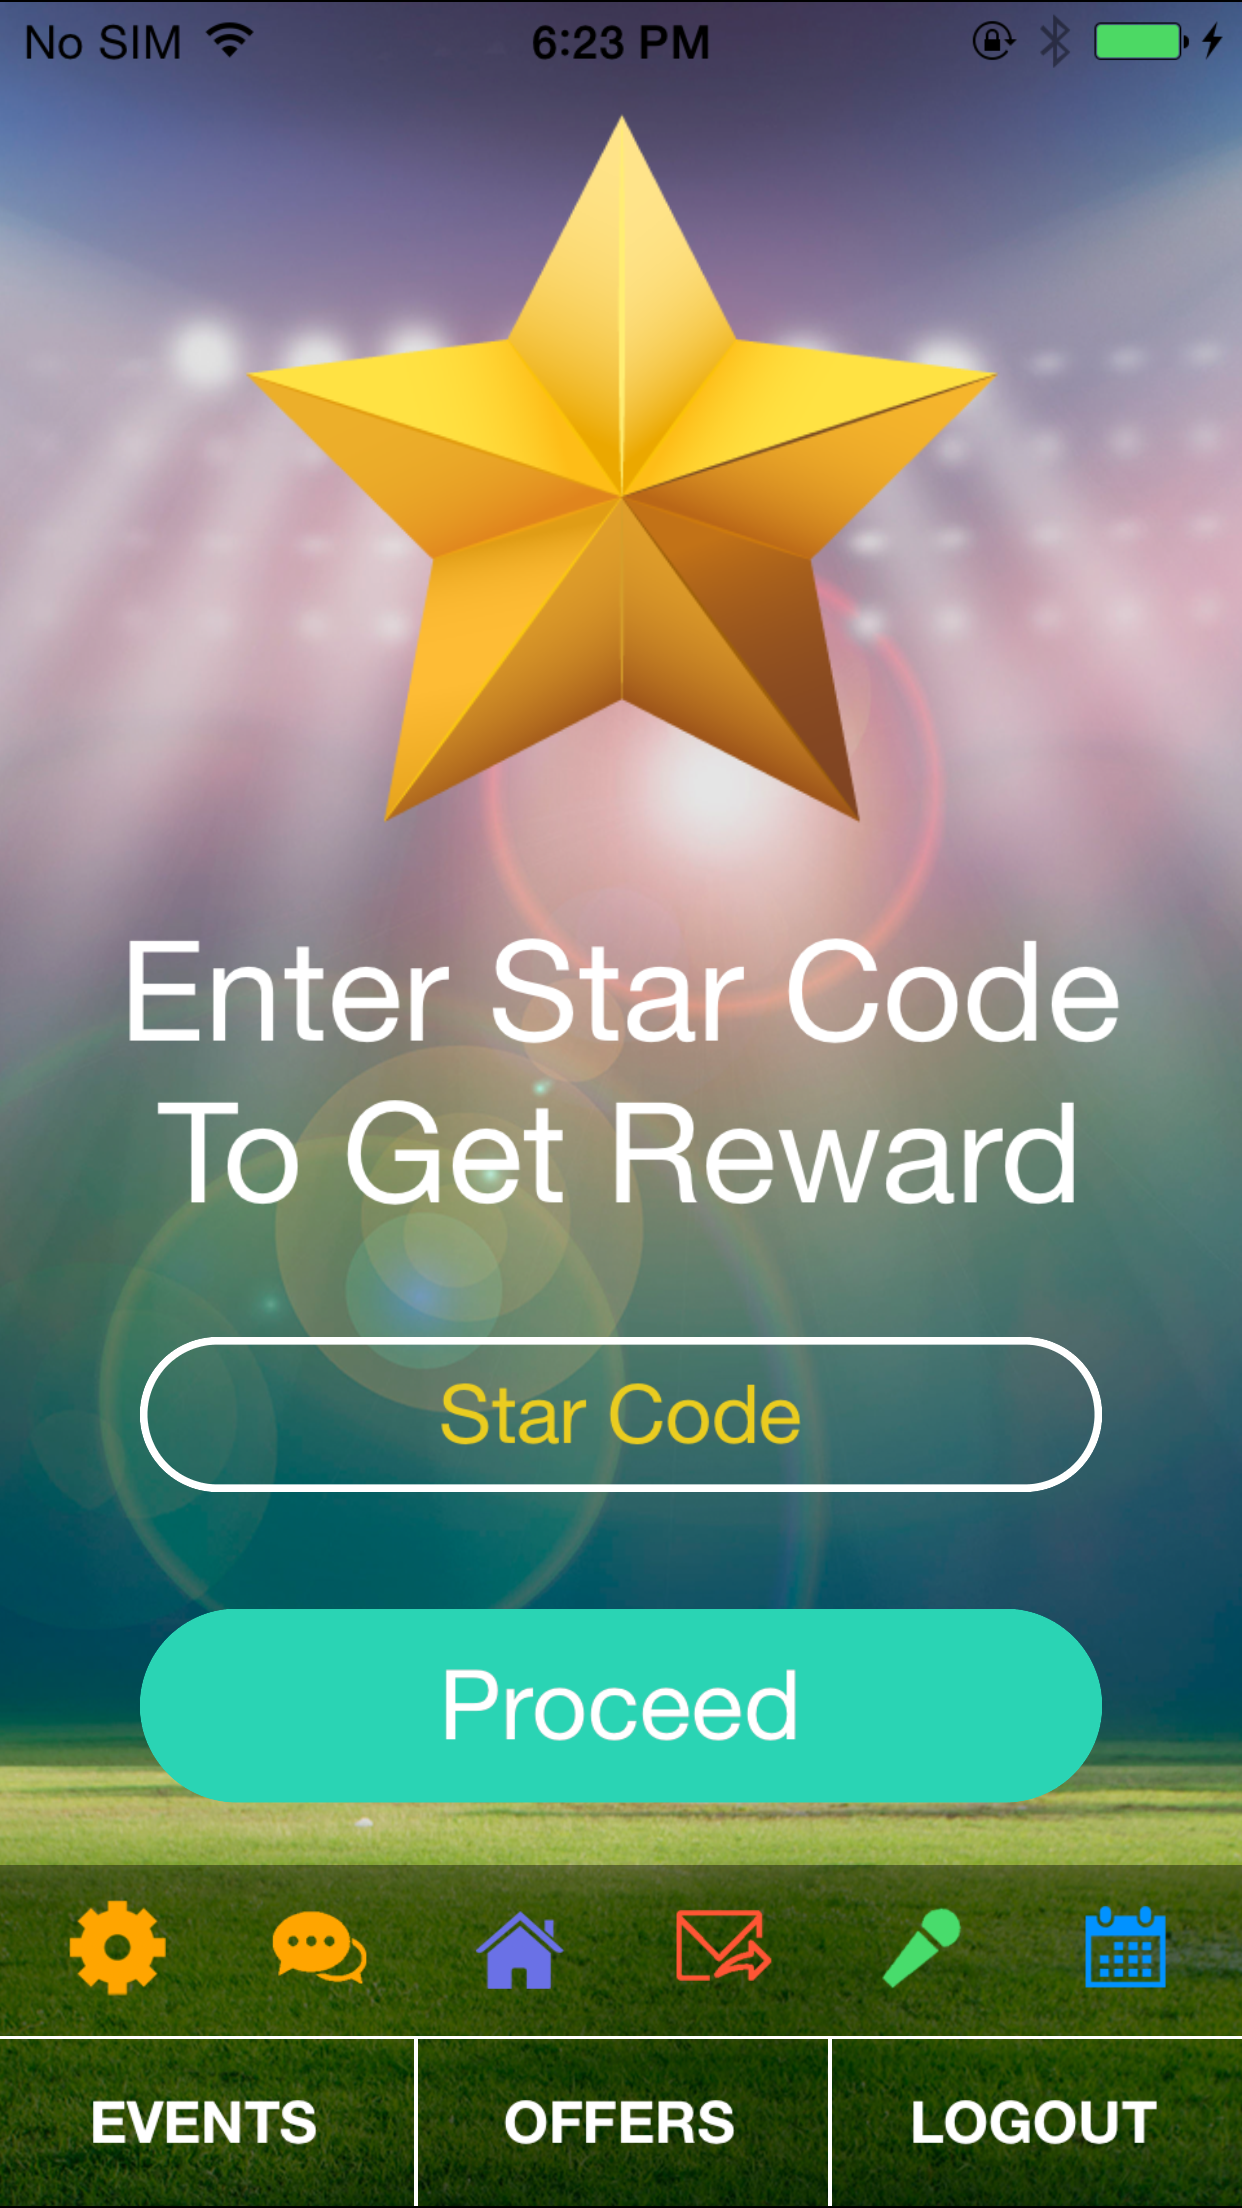 No SIM 6:23 PM
Enter Star Code
To Get Reward
Star Code
Proceed
EVENTS OFFERS LOGOUT